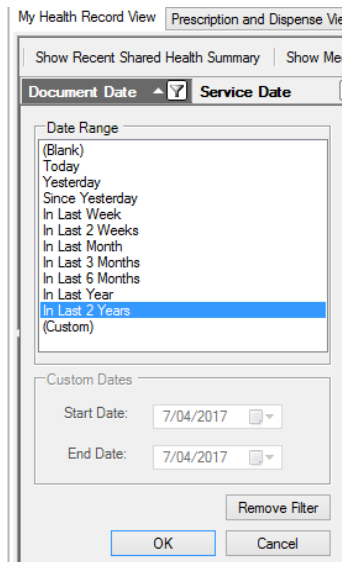 My Health Record View Prescription and Dispense Vie
Show Recent Shared Health Summary Show Me
Document Date Service Date
Date Range
(Blank)
Today
Yesterday
Since Yesterday
In Last Week
In Last 2 Weeks
In Last Month
In Last 3 Months
In Last 6 Months
In Last Year
In Last 2 Years
(Custom)
Custom Dates
Start Date: 7/04/2017
End Date: 7/04/2017
Remove Filter
OK Cancel